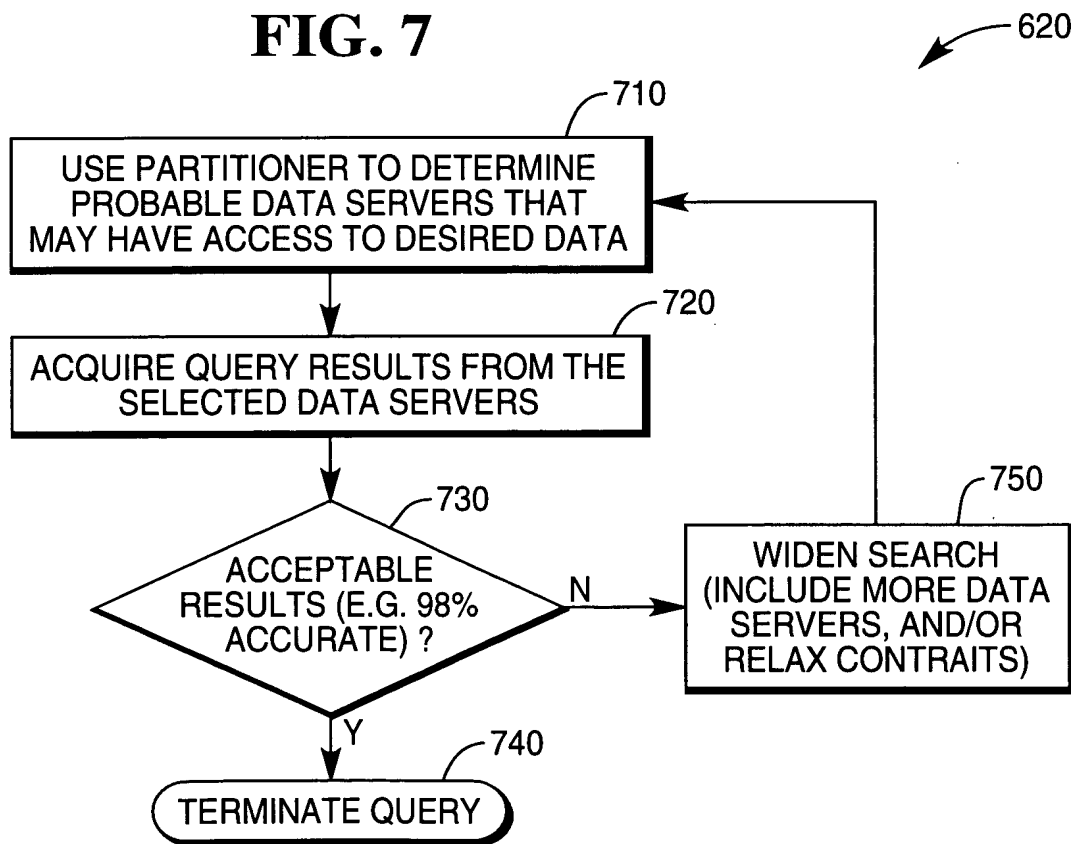 FIG. 7
620
710
USE PARTITIONER TO DETERMINE
PROBABLE DATA SERVERS THAT
MAY HAVE ACCESS TO DESIRED DATA
720
ACQUIRE QUERY RESULTS FROM THE
SELECTED DATA SERVERS
730
ACCEPTABLE
RESULTS (E.G. 98%
ACCURATE) ?
N
750
WIDEN SEARCH
(INCLUDE MORE DATA
SERVERS, AND/OR
RELAX CONTRAITS)
Y
740
TERMINATE QUERY